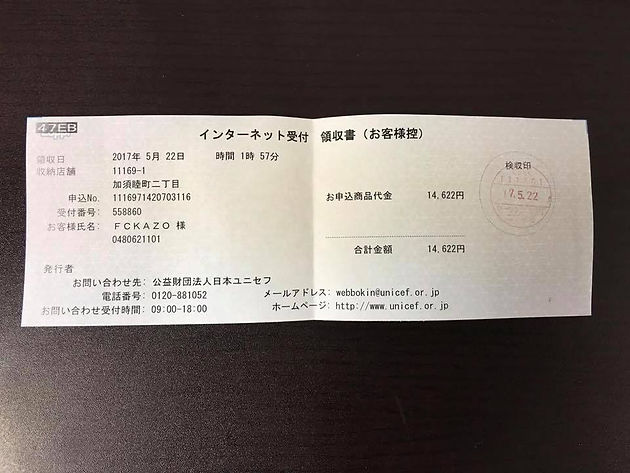 47EB
インターネット受付 領収書(お客様控)
領収日 2017年 5月 22日 時間 1時 57分
収納店舗 11169-1
加須睦町二丁目
申込No. 1116971420703116
受付番号: 558860
お客様氏名: FCKAZO 様
0480621101
お申込商品代金 14,622円
合計金額 14,622円
検収印
17.5.22
発行者
お問い合わせ先: 公益財団法人日本ユニセフ
電話番号: 0120-881052
お問い合わせ受付時間: 09:00-18:00
メールアドレス: webbokin@unicef.or.jp
ホームページ: http://www.unicef.or.jp